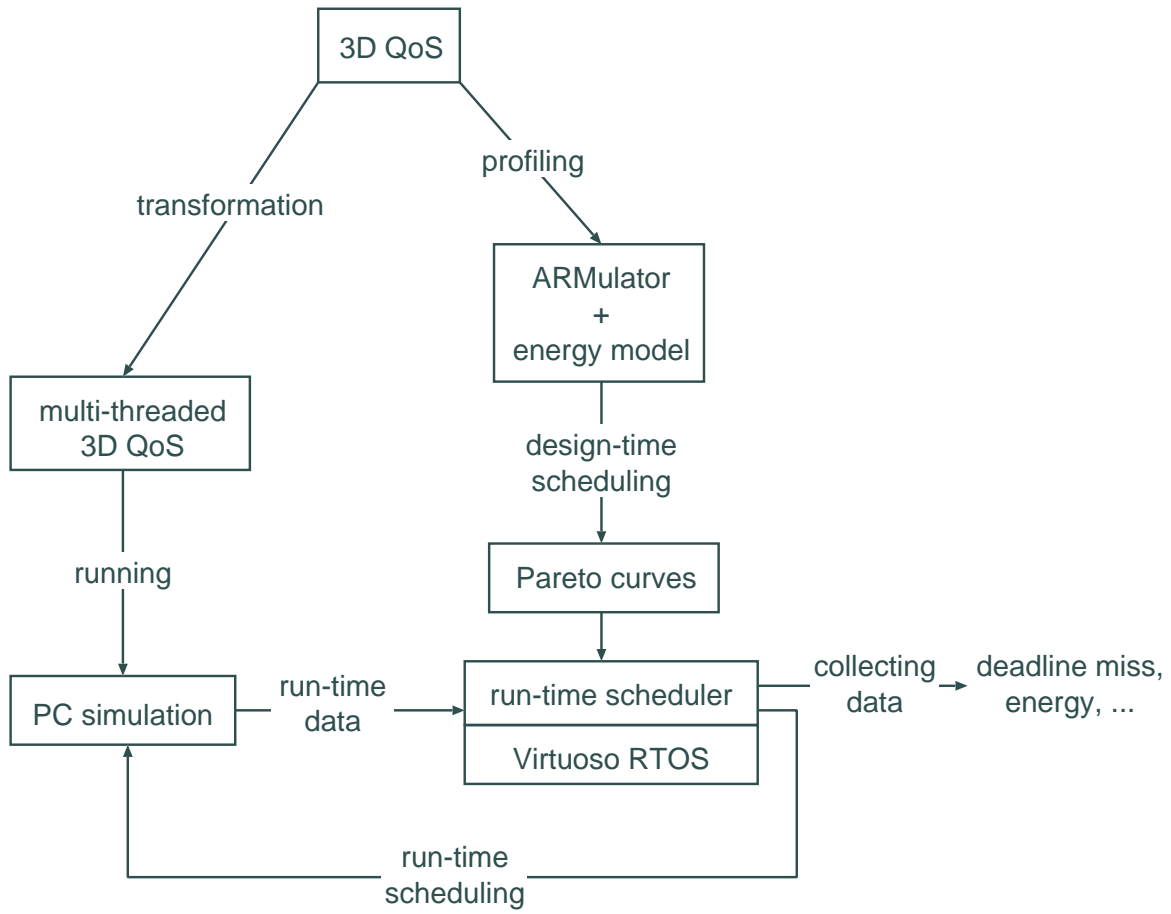 3D QoS
profiling
transformation
ARMulator
+
energy model
multi-threaded
3D QoS
design-time
scheduling
running
Pareto curves
PC simulation
run-time
data
run-time scheduler
Virtuoso RTOS
collecting
data
deadline miss,
energy, ...
run-time
scheduling